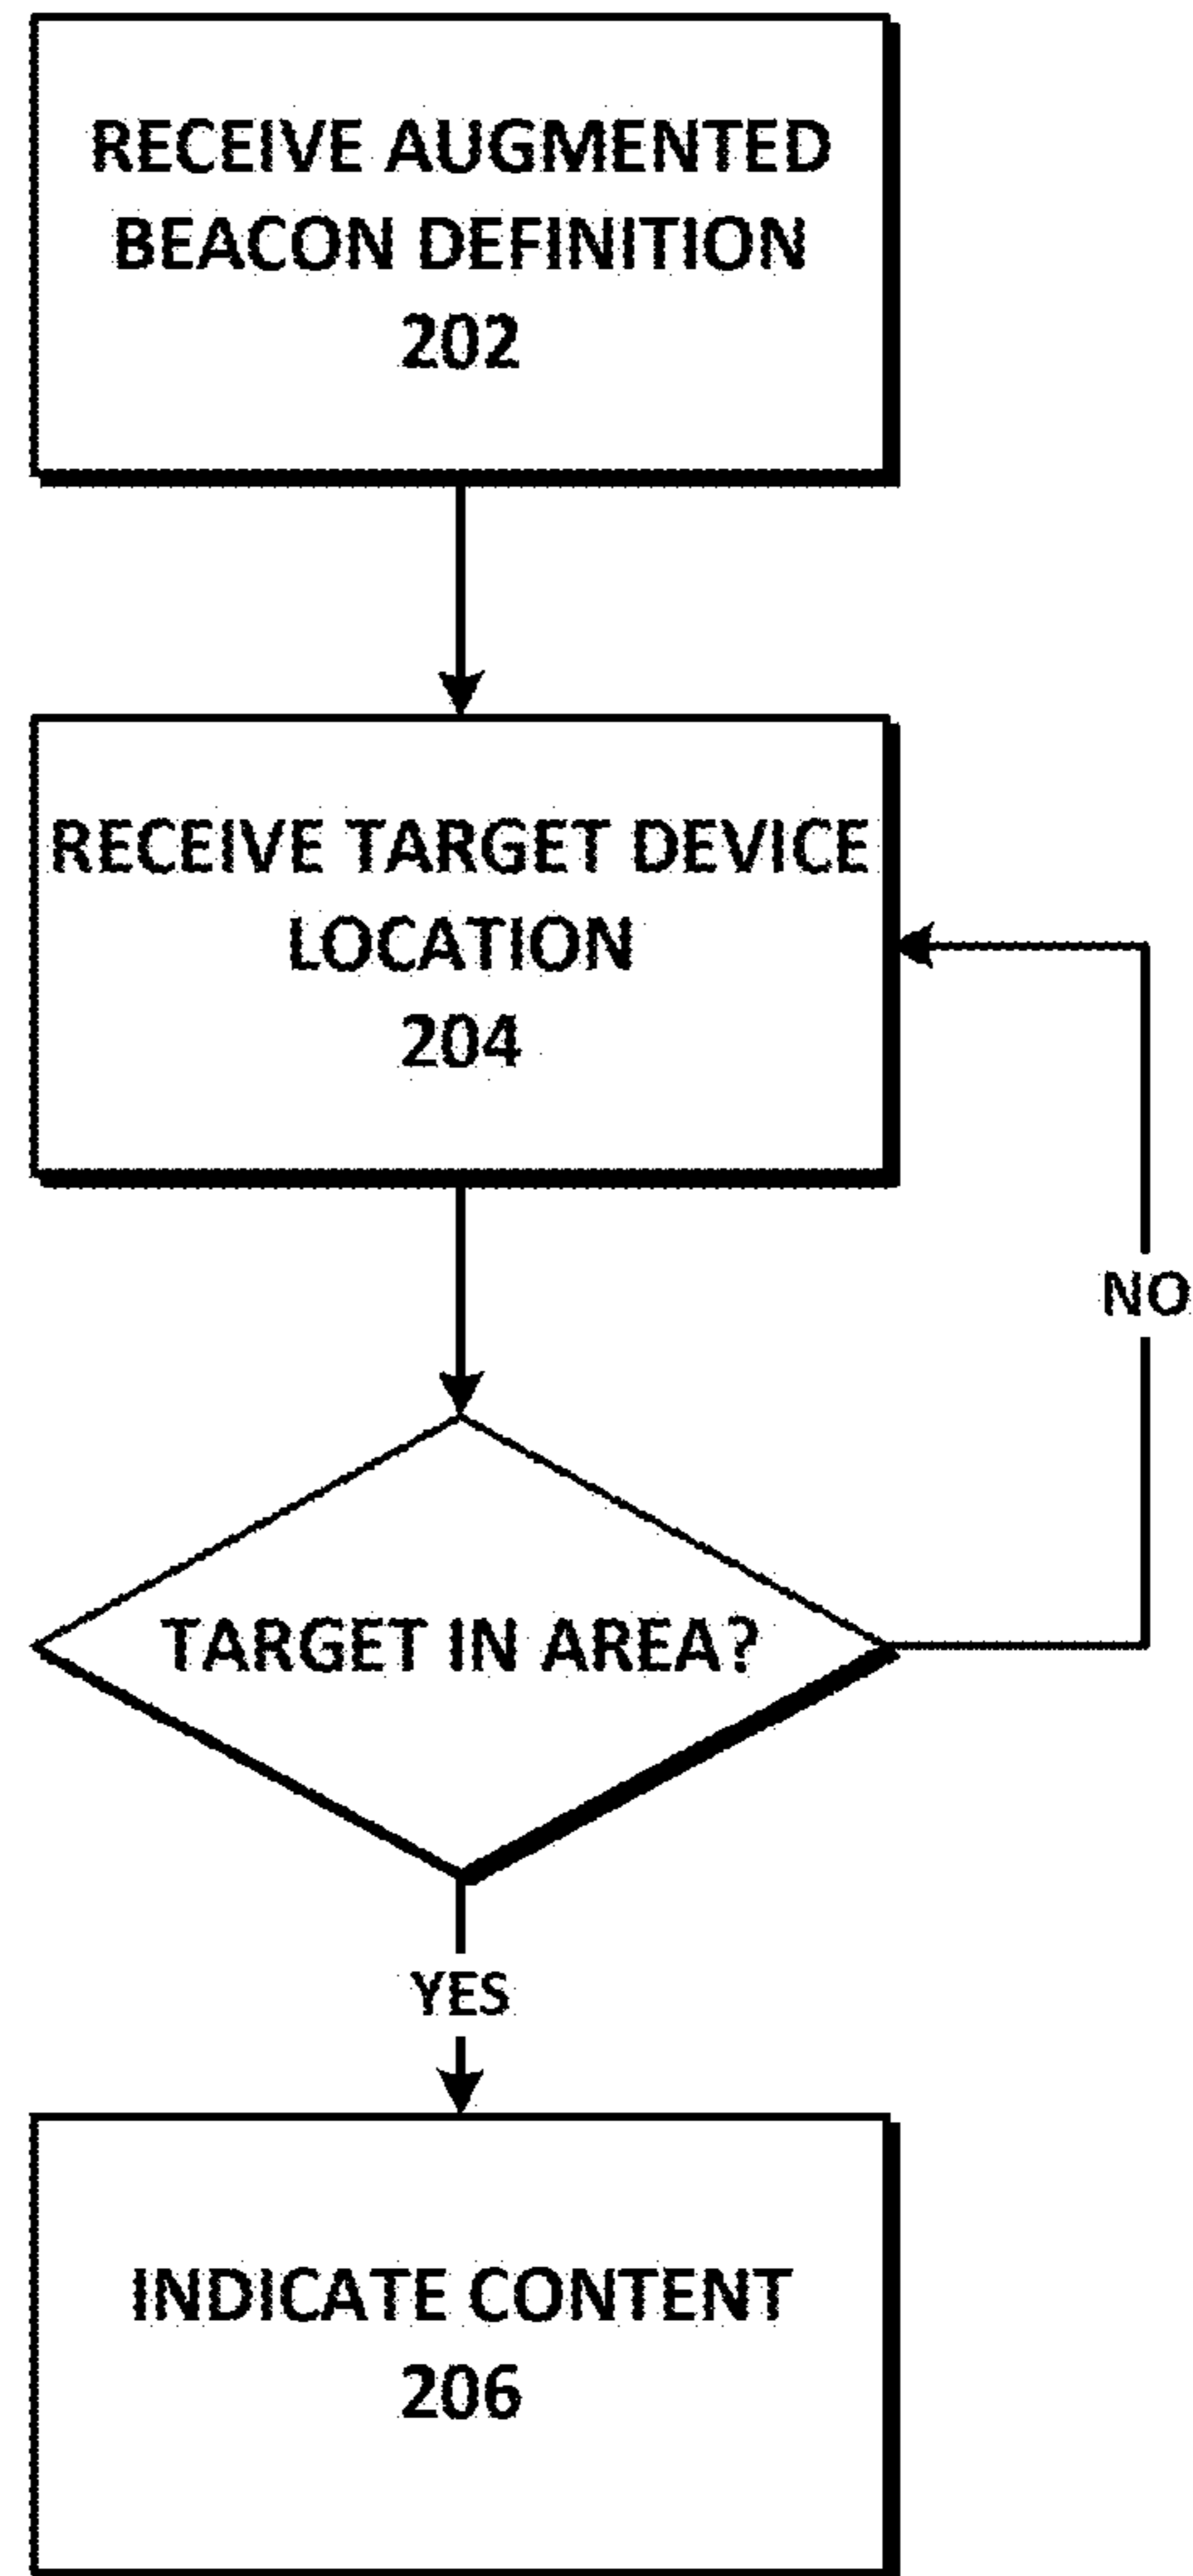 RECEIVE AUGMENTED
BEACON DEFINITION
202
RECEIVE TARGET DEVICE
LOCATION
204
NO
TARGET IN AREA?
YES
INDICATE CONTENT
206